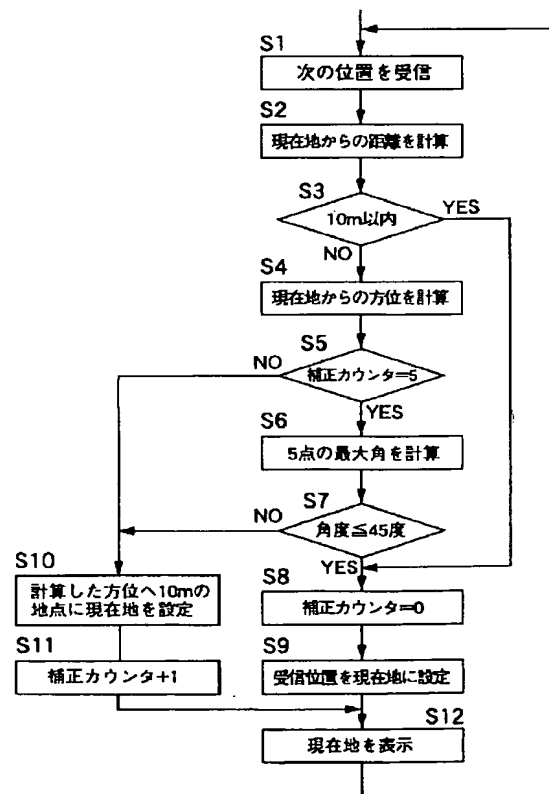 S1
次の位置を受信
S2
現在地からの距離を計算
S3
10m以内
YES
NO
S4
現在地からの方位を計算
S5
補正カウンタ=5
NO
YES
S6
5点の最大角を計算
S7
角度≦45度
NO
YES
S8
補正カウンタ=0
S9
受信位置を現在地に設定
S10
計算した方位へ10mの
地点に現在地を設定
S11
補正カウンタ+1
S12
現在地を表示